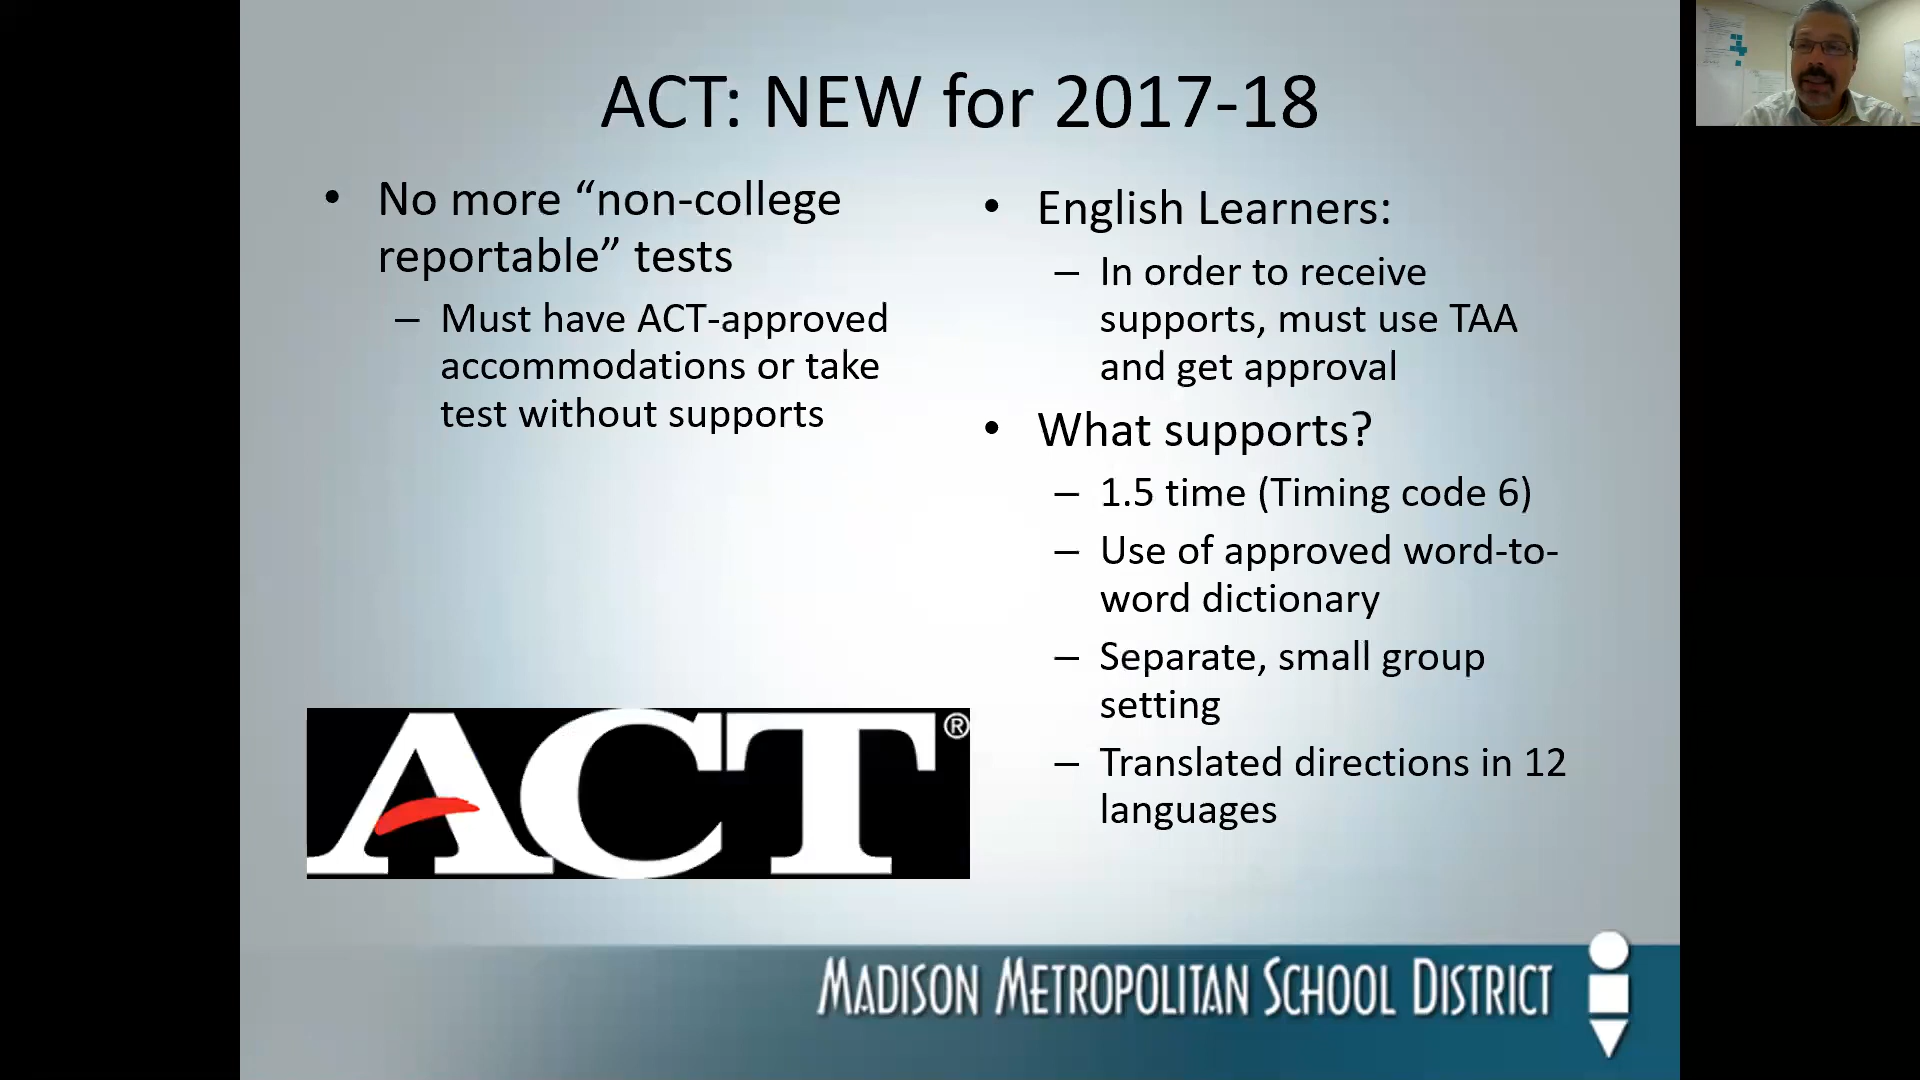 ACT: NEW for 2017-18
• No more “non-college
reportable” tests
– Must have ACT-approved
accommodations or take
test without supports
• English Learners:
– In order to receive
supports, must use TAA
and get approval
• What supports?
– 1.5 time (Timing code 6)
– Use of approved word-to-
word dictionary
– Separate, small group
setting
– Translated directions in 12
languages
ACT®
MADISON METROPOLITAN SCHOOL DISTRICT